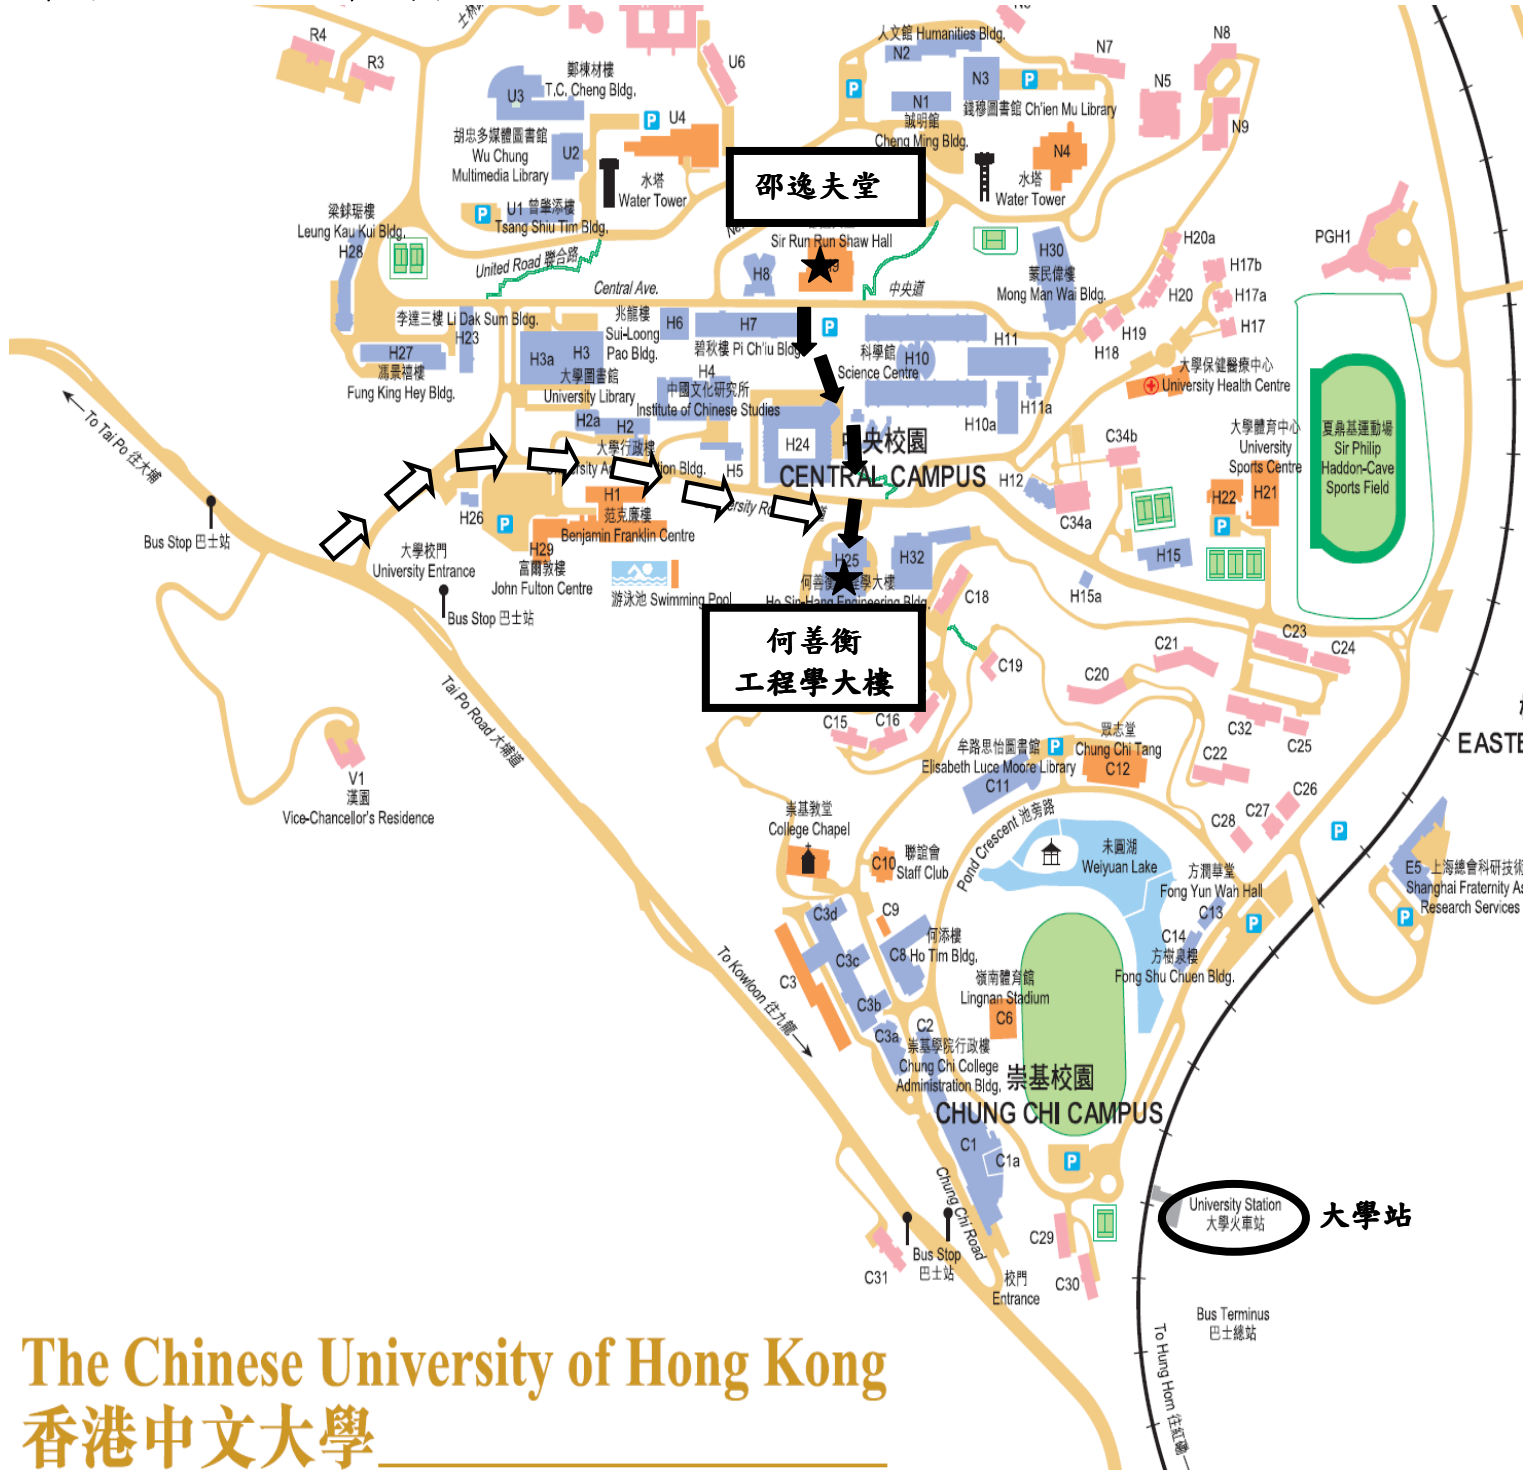 R4
R3
U6
U3
鄭棟材樓
T.C. Cheng Bldg.
U4
P
胡忠多媒體圖書館
Wu Chung
Multimedia Library
U2
水塔
Water Tower
P
U1 曾肇添樓
Tsang Shiu Tim Bldg.
人文館 Humanities Bldg.
N2
N3
P
P
N1
誠明館
Cheng Ming Bldg.
錢穆圖書館 Ch'ien Mu Library
N4
水塔
Water Tower
N7
N8
N5
N9
邵逸夫堂
Sir Run Run Shaw Hall
梁銶琚樓
Leung Kau Kui Bldg.
H28
United Road 聯合路
Central Ave.
中央道
H8
H30
蒙民偉樓
Mong Man Wai Bldg.
H20a
H20
H17b
H17a
H17
H19
H18
PGH1
李達三樓 Li Dak Sum Bldg.
H23
H27
馮景禧樓
Fung King Hey Bldg.
兆龍樓
Sui-Loong
Pao Bldg.
H6
H7
P
碧秋樓 Pi Ch'iu Bldg.
H3a
H3
大學圖書館
University Library
H4
中國文化研究所
Institute of Chinese Studies
科學館
Science Centre
H10
H11
H11a
H10a
大學保健醫療中心
University Health Centre
H2a
H2
大學行政樓
H5
H24
中央校園
CENTRAL CAMPUS
H12
C34b
C34a
大學體育中心
University
Sports Centre
H22
H21
P
夏鼎基運動場
Sir Philip
Haddon-Cave
Sports Field
To Tai Po 往大埔
Bus Stop 巴士站
H26
P
H1
范克廉樓
Benjamin Franklin Centre
H29
富爾敦樓
John Fulton Centre
大學校門
University Entrance
Bus Stop 巴士站
游泳池 Swimming Pool
H25
H32
Ho Sin-Hang Engineering Bldg.
何善衡
工程學大樓
H15
H15a
C18
C19
C21
C20
C23
C24
C32
C25
C22
C26
C27
C28
C15
C16
Tai Po Road 大埔道
V1
漢園
Vice-Chancellor's Residence
牟路思怡圖書館
P
Elisabeth Luce Moore Library
C11
眾志堂
Chung Chi Tang
C12
EASTE
P
崇基教堂
College Chapel
C10
聯誼會
Staff Club
Pond Crescent 池旁路
未圓湖
Weiyuan Lake
方潤華堂
Fong Yun Wah Hall
C13
P
C14
方樹泉樓
Fong Shu Chuen Bldg.
E5
Shanghai Fraternity As
Research Services
P
C3d
C9
C3c
C3
C3b
C3a
何添樓
C8 Ho Tim Bldg.
嶺南體育館
Lingnan Stadium
C6
To Kowloon 往九龍
C2
崇基學院行政樓
Chung Chi College
Administration Bldg.
崇基校園
CHUNG CHI CAMPUS
C1
C1a
P
Chung Chi Road
University Station
大學火車站
大學站
C29
C30
C31
Bus Stop
巴士站
校門
Entrance
Bus Terminus
巴士總站
To Hung Hom 往紅磡
The Chinese University of Hong Kong
香港中文大學